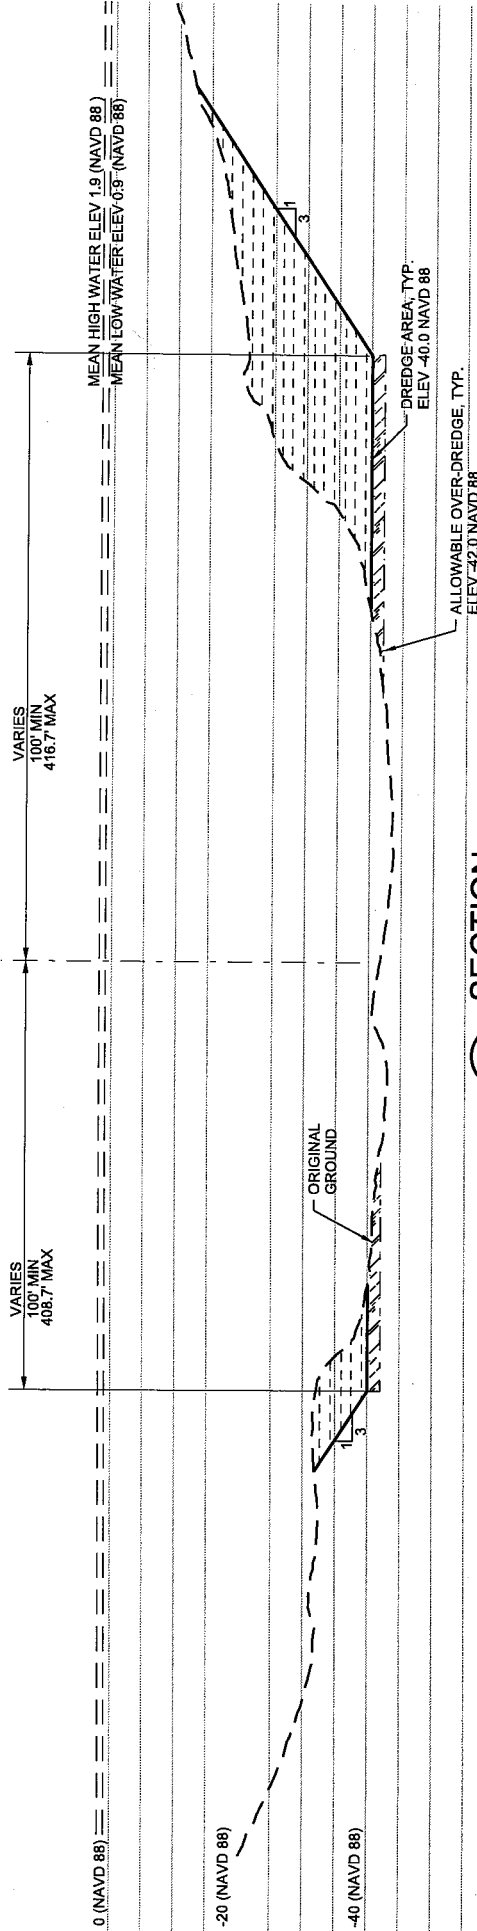 MEAN HIGH WATER ELEV 1.9 (NAVD 88 )
MEAN LOW WATER ELEV 0.9 (NAVD 88)
VARIES
100' MIN
416.7' MAX
1
3
DREDGE AREA, TYP.
ELEV -40.0 NAVD 88
ALLOWABLE OVER-DREDGE, TYP.
ELEV -42.0 NAVD 88
SECTION
ORIGINAL
GROUND
VARIES
100' MIN
408.7' MAX
1
3
0 (NAVD 88)
-20 (NAVD 88)
-40 (NAVD 88)